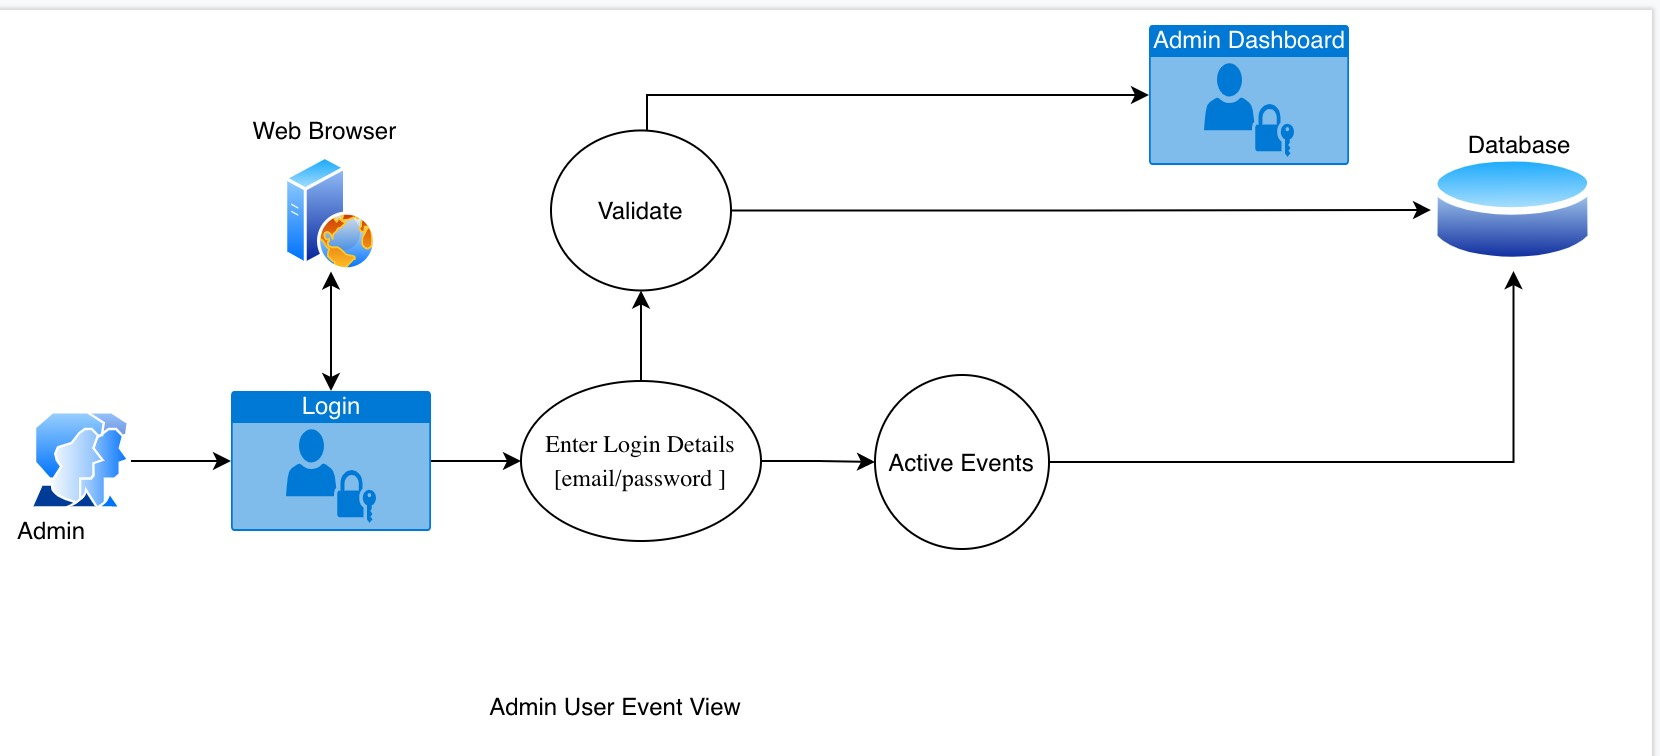 Admin Dashboard
Web Browser
Database
Validate
Login
Enter Login Details
[email/password ]
Active Events
Admin
Admin User Event View